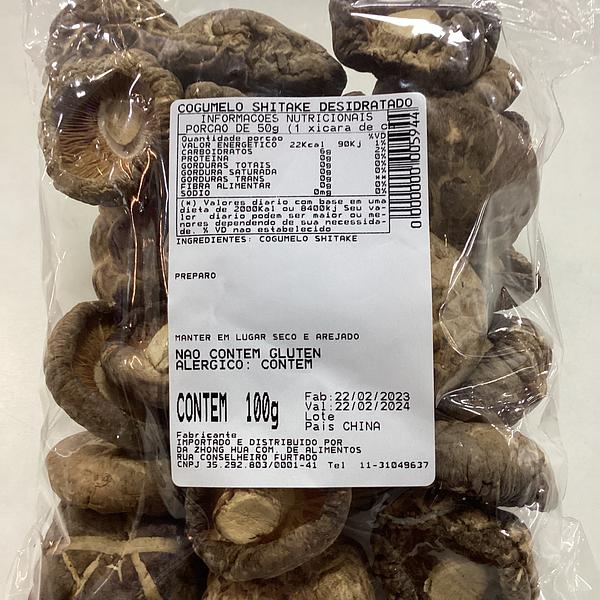 COGUMELO SHITAKE DESIDRATADO
INFORMACOES NUTRICIONAIS
PORCAO DE 50g (1 xicara de c
Quantidade porcao %VD
VALOR ENERGETICO 22Kcal 90Kj 1%
CARBOIDRATOS 6g 2%
PROTEINA 0g 0%
GORDURAS TOTAIS 0g 0%
GORDURA SATURADA 0g 0%
GORDURAS TRANS 0g **
FIBRA ALIMENTAR 0g 0%
SODIO 0mg 0%
(*) Valores diario com base em uma
dieta de 2000Kal ou 8400kj Seu va-
lor diario podem ser maior ou me-
nores dependendo de sua necessida-
de. % VD nao estabelecido
0 000000 005944
INGREDIENTES: COGUMELO SHITAKE
PREPARO
MANTER EM LUGAR SECO E AREJADO
NAO CONTEM GLUTEN
ALERGICO: CONTEM
CONTEM 100g
Fab:22/02/2023
Val:22/02/2024
Lote
Pais CHINA
Fabricante
IMPORTADO E DISTRIBUIDO POR
DA ZHONG HUA COM. DE ALIMENTOS
RUA CONSELHEIRO FURTADO
CNPJ 35.292.803/0001-41 Tel 11-31049637